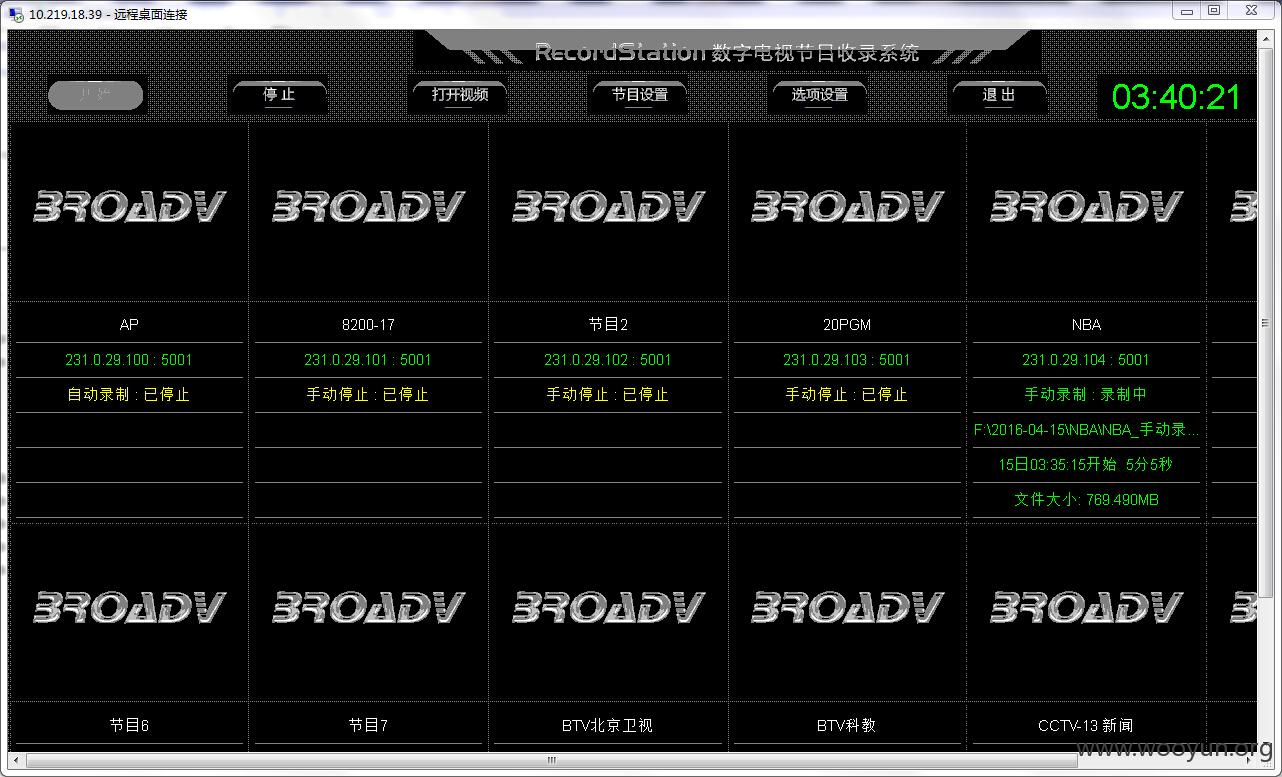 10.219.18.39 - 远程桌面连接
RecordStation 数字电视节目收录系统
开 始 停 止 打开视频 节目设置 选项设置 退 出 03:40:21
BROADV BROADV BROADV BROADV BROADV
AP 8200-17 节目2 20PGM NBA
231.0.29.100 : 5001 231.0.29.101 : 5001 231.0.29.102 : 5001 231.0.29.103 : 5001 231.0.29.104 : 5001
自动录制 : 已停止 手动停止 : 已停止 手动停止 : 已停止 手动停止 : 已停止 手动录制 : 录制中
F:\2016-04-15\NBA\NBA_手动录...
15日03:35:15开始 5分5秒
文件大小: 769.490MB
BROADV BROADV BROADV BROADV BROADV
节目6 节目7 BTV北京卫视 BTV科教 CCTV-13 新闻
www.wooyun.org